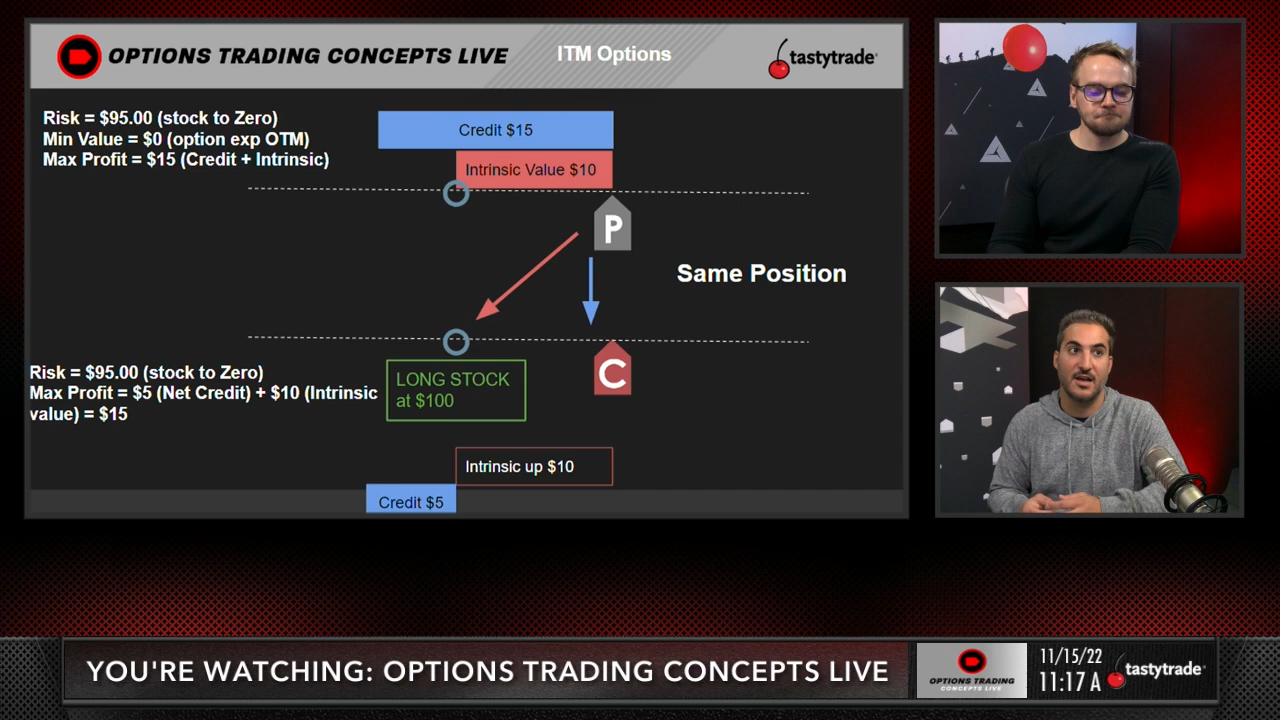 OPTIONS TRADING CONCEPTS LIVE
ITM Options
tastytrade
Risk = $95.00 (stock to Zero)
Min Value = $0 (option exp OTM)
Max Profit = $15 (Credit + Intrinsic)
Credit $15
Intrinsic Value $10
P
Same Position
Risk = $95.00 (stock to Zero)
Max Profit = $5 (Net Credit) + $10 (Intrinsic
value) = $15
LONG STOCK
at $100
C
Intrinsic up $10
Credit $5
YOU'RE WATCHING: OPTIONS TRADING CONCEPTS LIVE
OPTIONS TRADING
CONCEPTS LIVE
11/15/22
11:17 A
tastytrade